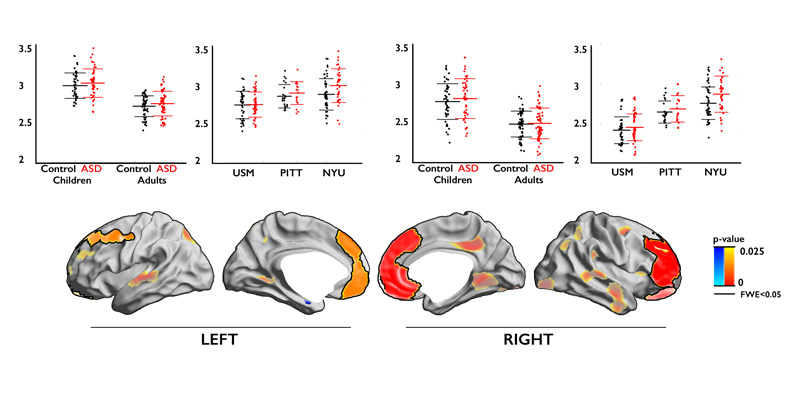 3.5
3
2.5
2
Control ASD Control ASD
Children Adults
3.5
3
2.5
2
USM PITT NYU
3.5
3
2.5
2
Control ASD Control ASD
Children Adults
3.5
3
2.5
2
USM PITT NYU
p-value
0.025
0
FWE<0.05
LEFT
RIGHT